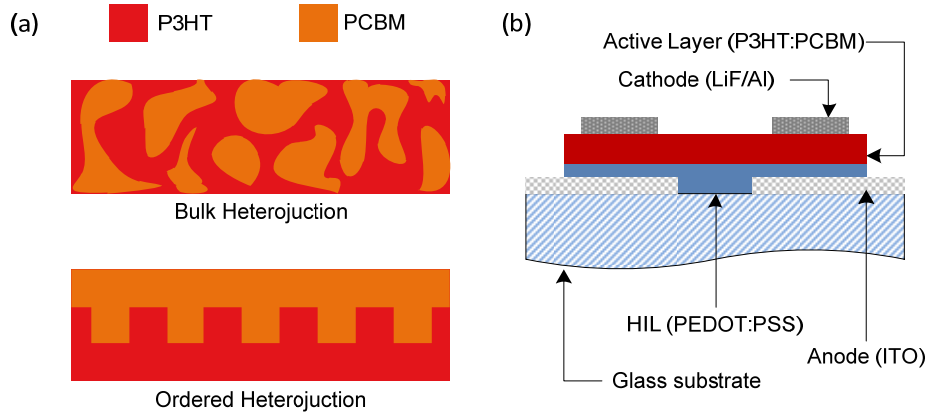 (a)
P3HT
PCBM
Bulk Heterojuction
Ordered Heterojuction
(b)
Active Layer (P3HT:PCBM)
Cathode (LiF/Al)
HIL (PEDOT:PSS)
Anode (ITO)
Glass substrate